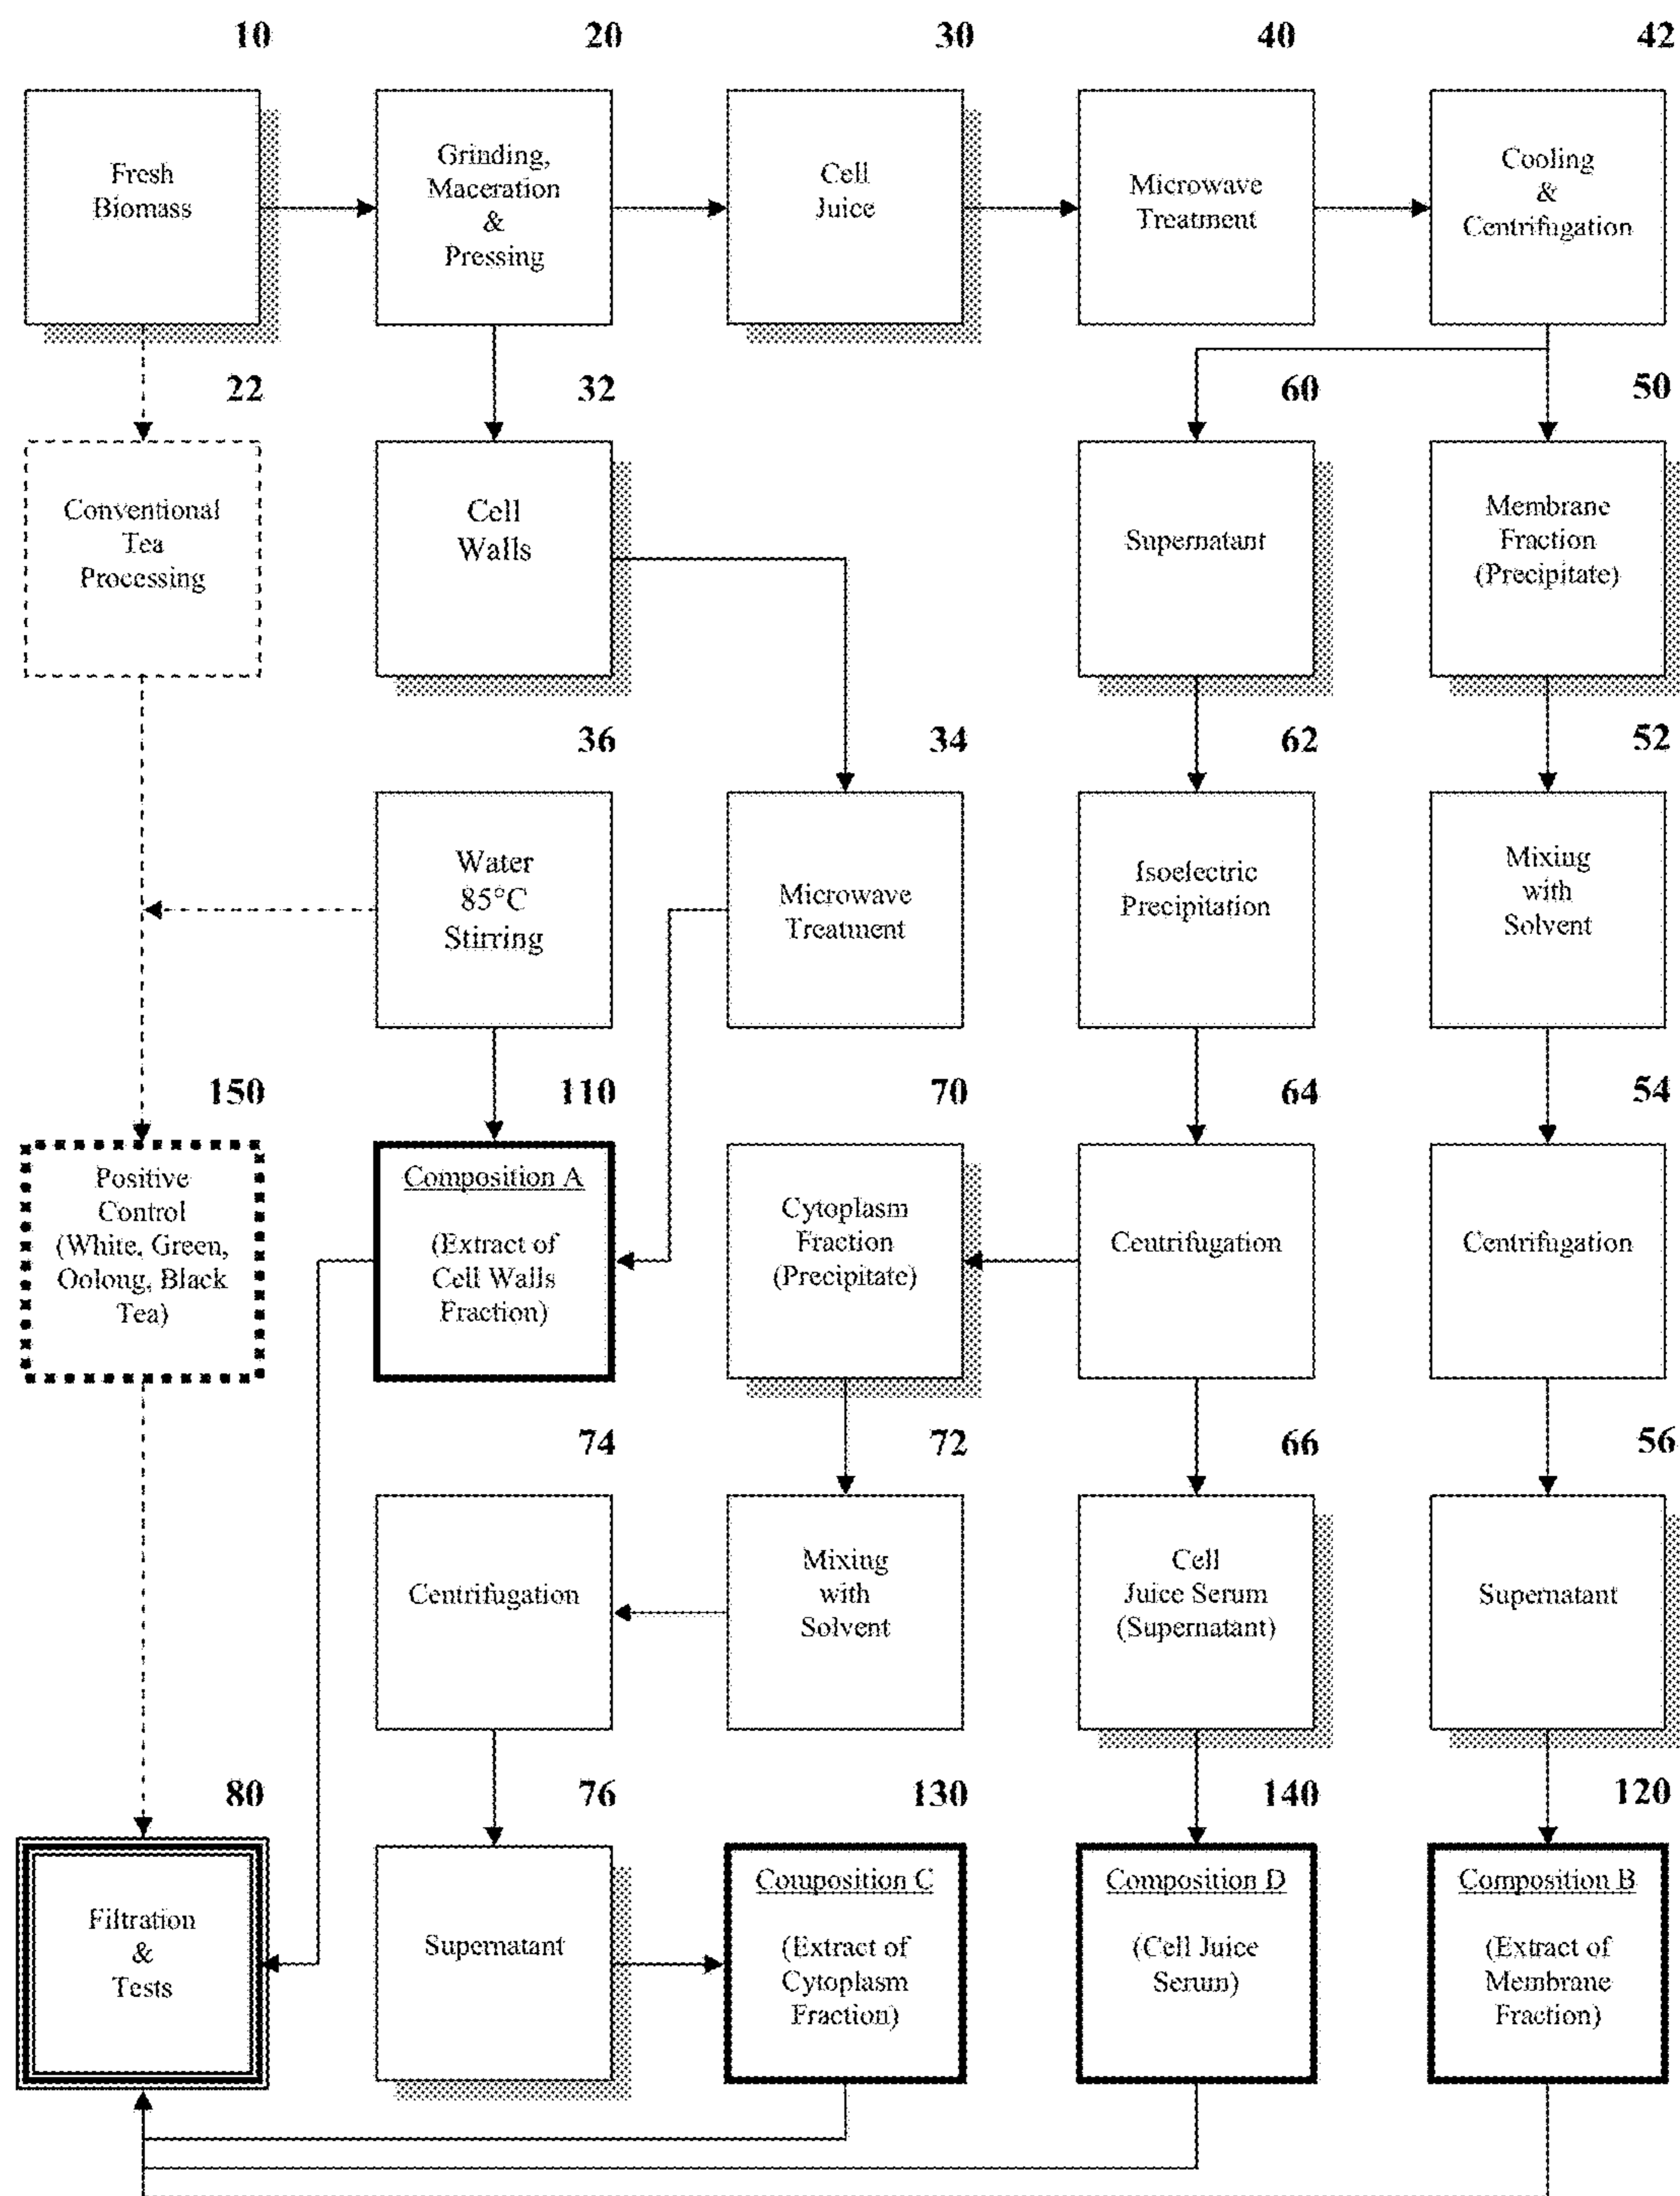 10
20
30
40
42
Fresh
Biomass
Grinding,
Maceration
&
Pressing
Cell
Juice
Microwave
Treatment
Cooling
&
Centrifugation
22
32
60
50
Conventional
Tea
Processing
Cell
Walls
Supernatant
Membrane
Fraction
(Precipitate)
36
34
62
52
Water
85°C
Stirring
Microwave
Treatment
Isoelectric
Precipitation
Mixing
with
Solvent
150
110
70
64
54
Positive
Control
(White, Green,
Oolong, Black
Tea)
Composition A
(Extract of
Cell Walls
Fraction)
Cytoplasm
Fraction
(Precipitate)
Centrifugation
Centrifugation
74
72
66
56
Centrifugation
Mixing
with
Solvent
Cell
Juice Serum
(Supernatant)
Supernatant
80
76
130
140
120
Filtration
&
Tests
Supernatant
Composition C
(Extract of
Cytoplasm
Fraction)
Composition D
(Cell Juice
Serum)
Composition B
(Extract of
Membrane
Fraction)